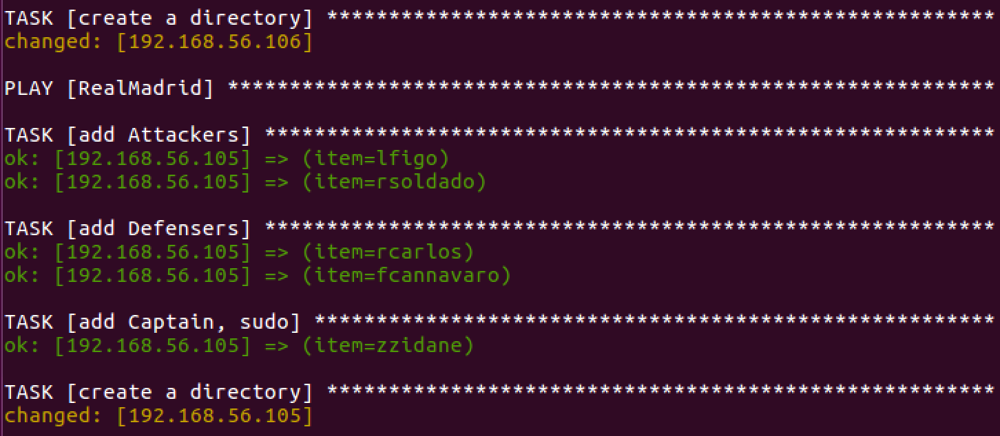 TASK [create a directory] ******************************************************
changed: [192.168.56.106]
PLAY [RealMadrid] **************************************************************
TASK [add Attackers] ***********************************************************
ok: [192.168.56.105] => (item=lfigo)
ok: [192.168.56.105] => (item=rsoldado)
TASK [add Defensers] ***********************************************************
ok: [192.168.56.105] => (item=rcarlos)
ok: [192.168.56.105] => (item=fcannavaro)
TASK [add Captain, sudo] *******************************************************
ok: [192.168.56.105] => (item=zzidane)
TASK [create a directory] ******************************************************
changed: [192.168.56.105]